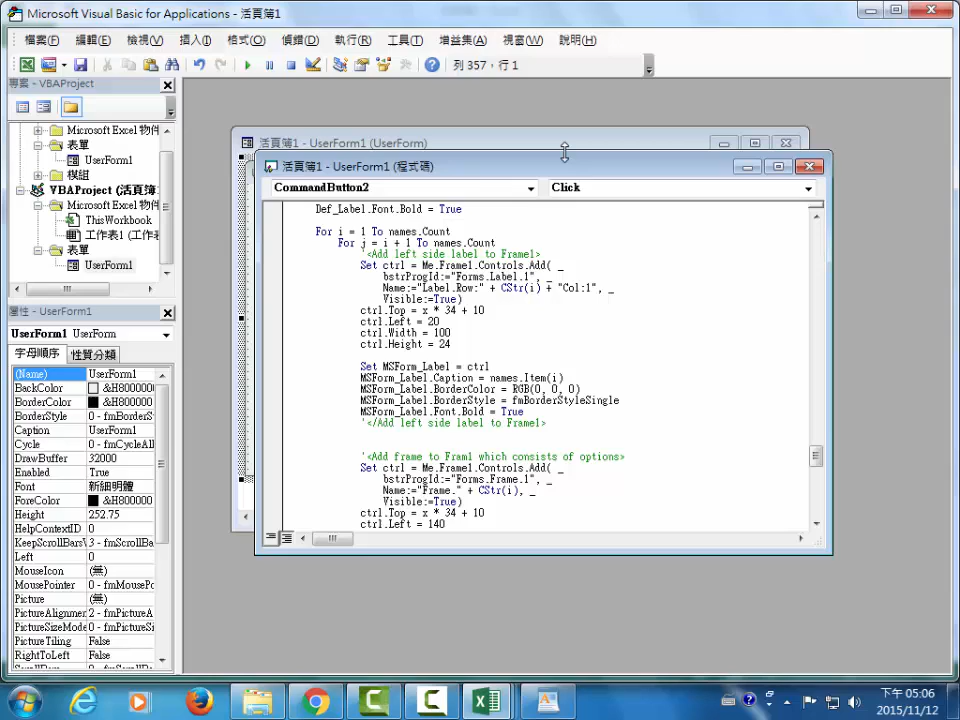 Microsoft Visual Basic for Applications - 活頁簿1
檔案(F) 編輯(E) 檢視(V) 插入(I) 格式(O) 偵錯(D) 執行(R) 工具(T) 增益集(A) 視窗(W) 說明(H)
列 357，行 1
專案 - VBAProject
Microsoft Excel 物件
表單
UserForm1
模組
VBAProject (活頁簿
Microsoft Excel 物件
ThisWorkbook
工作表1 (工作表
表單
UserForm1
屬性 - UserForm1
UserForm1 UserForm
字母順序 性質分類
(Name) UserForm1
BackColor &H8000000
BorderColor &H8000000
BorderStyle 0 - fmBorderS
Caption UserForm1
Cycle 0 - fmCycleAll
DrawBuffer 32000
Enabled True
Font 新細明體
ForeColor &H8000000
Height 252.75
HelpContextID 0
KeepScrollBars\ 3 - fmScrollBa
Left 0
MouseIcon (無)
MousePointer 0 - fmMousePo
Picture (無)
PictureAlignmen 2 - fmPictureA
PictureSizeMode 0 - fmPictureSi
PictureTiling False
RightToLeft False
活頁簿1 - UserForm1 (UserForm)
活頁簿1 - UserForm1 (程式碼)
CommandButton2 Click
Def_Label.Font.Bold = True
For i = 1 To names.Count
For j = i + 1 To names.Count
'<Add left side label to Frame1>
Set ctrl = Me.Frame1.Controls.Add( _
bstrProgId:="Forms.Label.1", _
Name:="Label.Row:" + CStr(i) + "Col:1", _
Visible:=True)
ctrl.Top = x * 34 + 10
ctrl.Left = 20
ctrl.Width = 100
ctrl.Height = 24
Set MSForm_Label = ctrl
MSForm_Label.Caption = names.Item(i)
MSForm_Label.BorderColor = RGB(0, 0, 0)
MSForm_Label.BorderStyle = fmBorderStyleSingle
MSForm_Label.Font.Bold = True
'</Add left side label to Frame1>
'<Add frame to Fram1 which consists of options>
Set ctrl = Me.Frame1.Controls.Add( _
bstrProgId:="Forms.Frame.1", _
Name:="Frame." + CStr(i), _
Visible:=True)
ctrl.Top = x * 34 + 10
ctrl.Left = 140
下午 05:06
2015/11/12